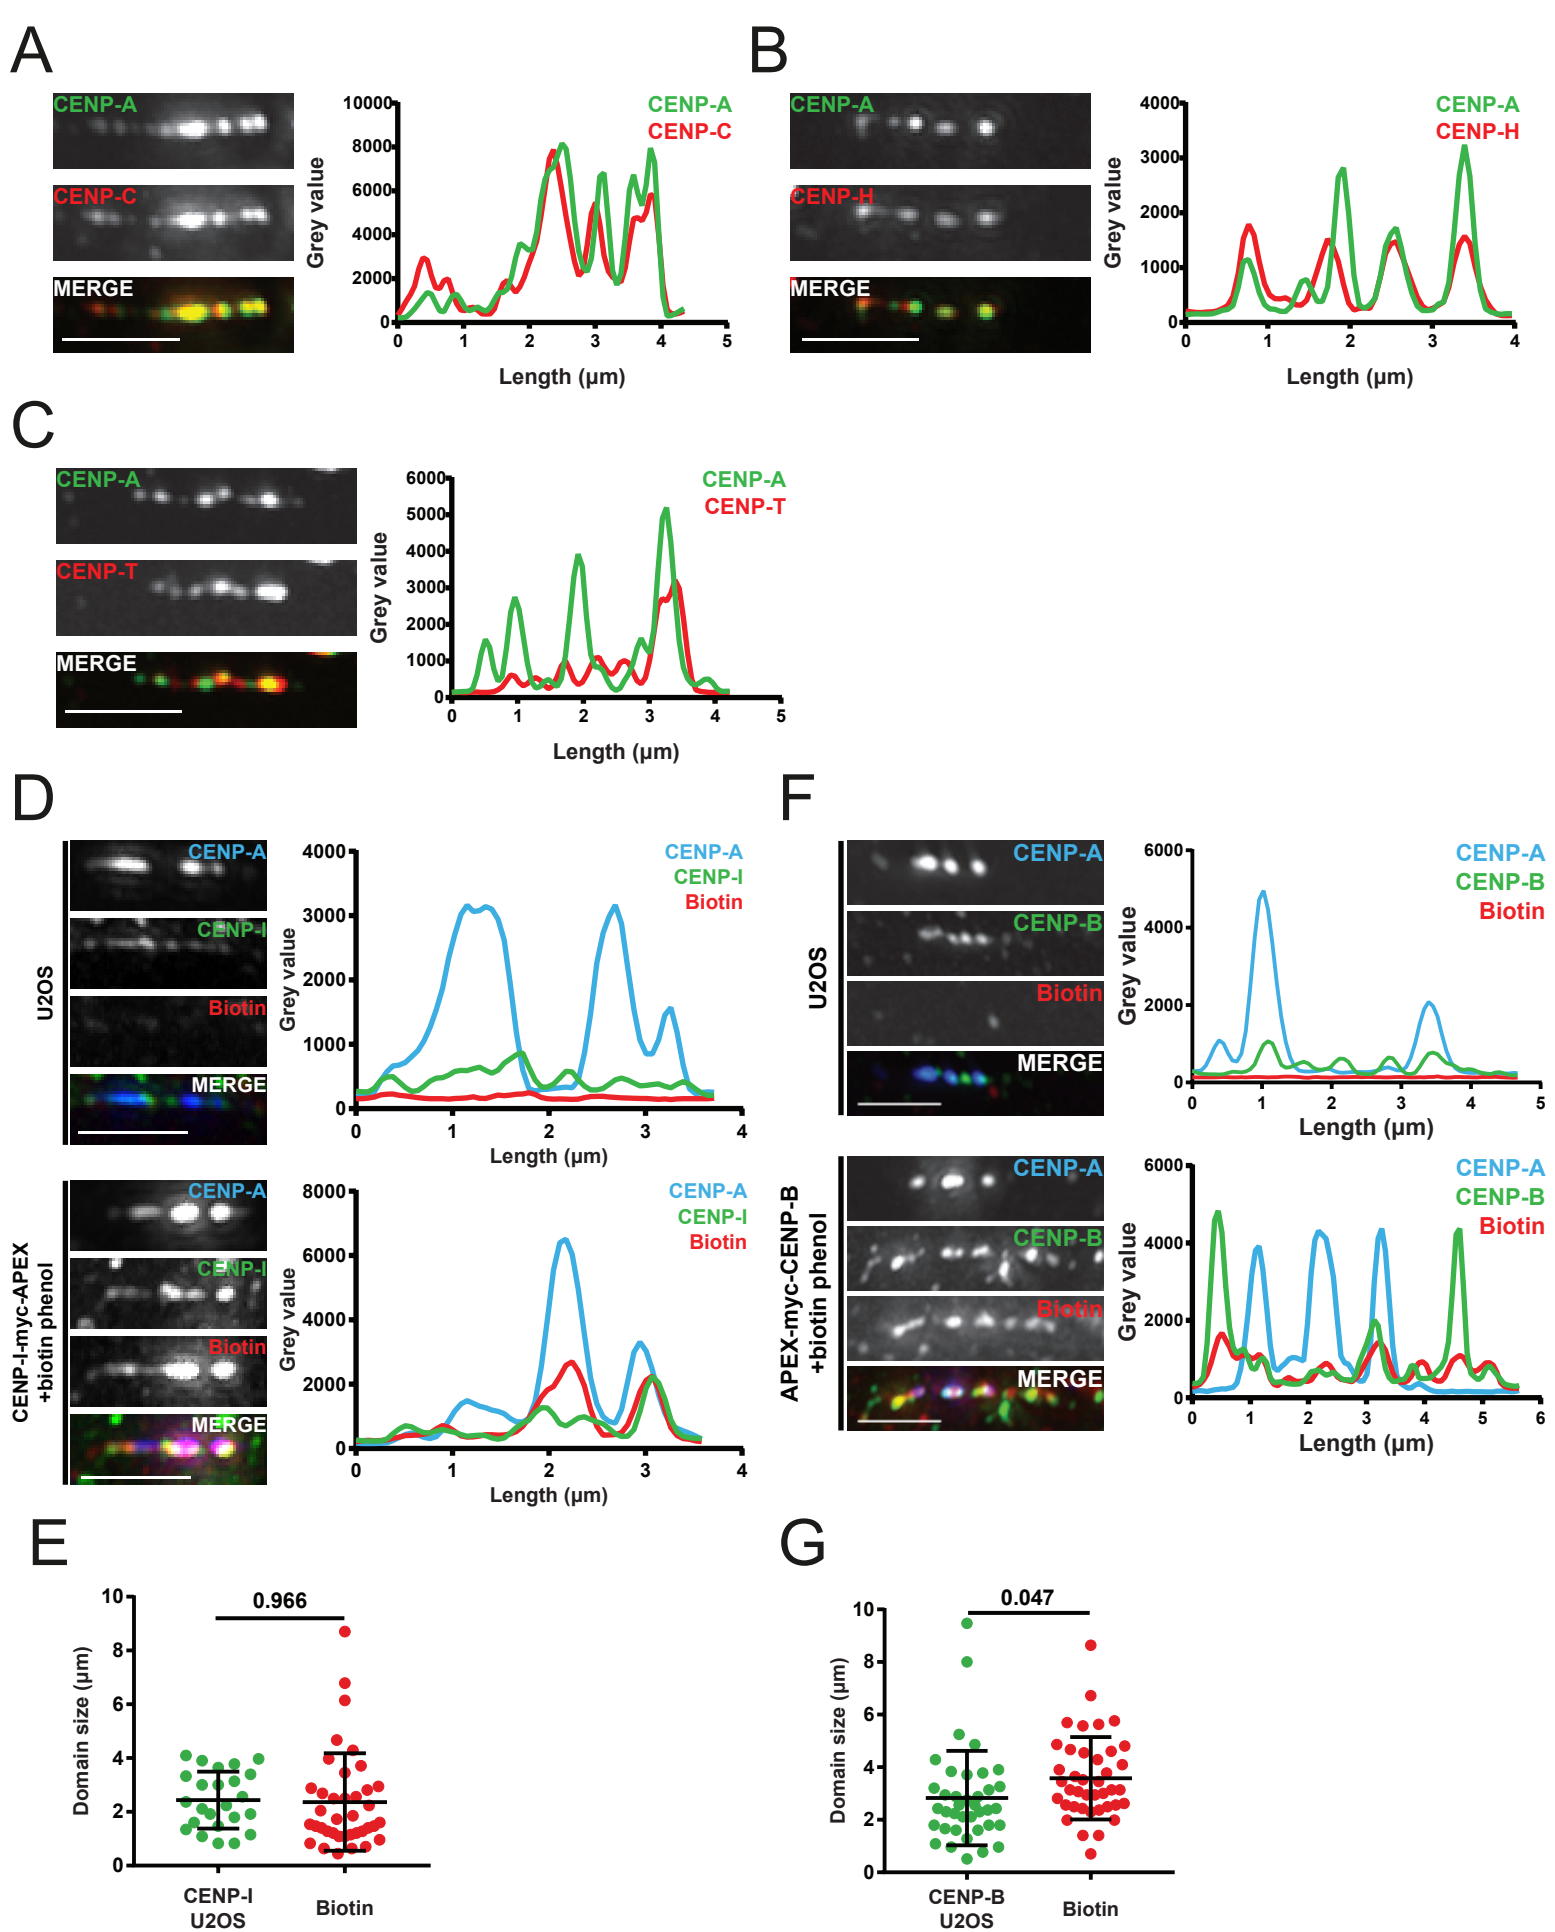 A
CENP-A
CENP-C
MERGE
Grey value
10000
8000
6000
4000
2000
0
0 1 2 3 4 5
Length (µm)
CENP-A
CENP-C
B
CENP-A
CENP-H
MERGE
Grey value
4000
3000
2000
1000
0
0 1 2 3 4
Length (µm)
CENP-A
CENP-H
C
CENP-A
CENP-T
MERGE
Grey value
6000
5000
4000
3000
2000
1000
0
0 1 2 3 4 5
Length (µm)
CENP-A
CENP-T
D
U2OS
CENP-A
CENP-I
Biotin
MERGE
Grey value
4000
3000
2000
1000
0
0 1 2 3 4
Length (µm)
CENP-A
CENP-I
Biotin
CENP-I-myc-APEX
+biotin phenol
CENP-A
CENP-I
Biotin
MERGE
Grey value
8000
6000
4000
2000
0
0 1 2 3 4
Length (µm)
CENP-A
CENP-I
Biotin
F
U2OS
CENP-A
CENP-B
Biotin
MERGE
Grey value
6000
4000
2000
0
0 1 2 3 4 5
Length (µm)
CENP-A
CENP-B
Biotin
APEX-myc-CENP-B
+biotin phenol
CENP-A
CENP-B
Biotin
MERGE
Grey value
6000
4000
2000
0
0 1 2 3 4 5 6
Length (µm)
CENP-A
CENP-B
Biotin
E
Domain size (µm)
10
8
6
4
2
0
0.966
CENP-I
U2OS
Biotin
G
Domain size (µm)
10
8
6
4
2
0
0.047
CENP-B
U2OS
Biotin